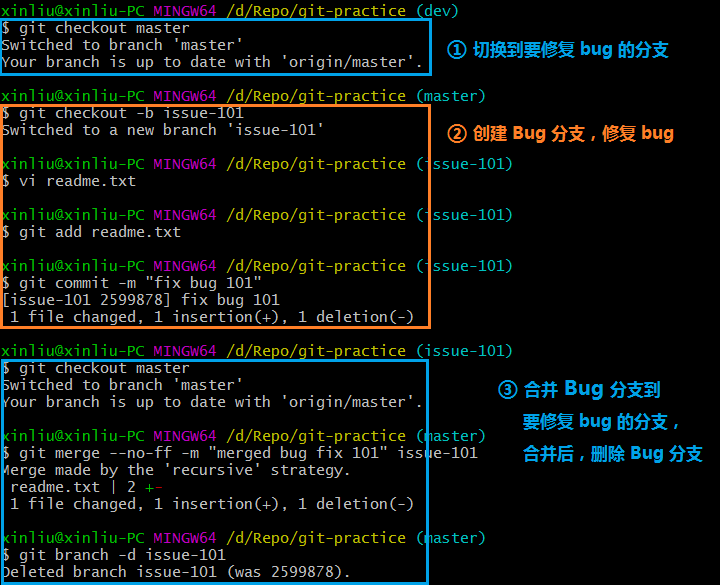 xinliu@xinliu-PC MINGW64 /d/Repo/git-practice (dev)
$ git checkout master
Switched to branch 'master'
Your branch is up to date with 'origin/master'.
① 切换到要修复 bug 的分支
xinliu@xinliu-PC MINGW64 /d/Repo/git-practice (master)
$ git checkout -b issue-101
Switched to a new branch 'issue-101'
② 创建 Bug 分支，修复 bug
xinliu@xinliu-PC MINGW64 /d/Repo/git-practice (issue-101)
$ vi readme.txt
xinliu@xinliu-PC MINGW64 /d/Repo/git-practice (issue-101)
$ git add readme.txt
xinliu@xinliu-PC MINGW64 /d/Repo/git-practice (issue-101)
$ git commit -m "fix bug 101"
[issue-101 2599878] fix bug 101
1 file changed, 1 insertion(+), 1 deletion(-)
xinliu@xinliu-PC MINGW64 /d/Repo/git-practice (issue-101)
$ git checkout master
Switched to branch 'master'
Your branch is up to date with 'origin/master'.
③ 合并 Bug 分支到
要修复 bug 的分支，
合并后，删除 Bug 分支
xinliu@xinliu-PC MINGW64 /d/Repo/git-practice (master)
$ git merge --no-ff -m "merged bug fix 101" issue-101
Merge made by the 'recursive' strategy.
readme.txt | 2 +-
1 file changed, 1 insertion(+), 1 deletion(-)
xinliu@xinliu-PC MINGW64 /d/Repo/git-practice (master)
$ git branch -d issue-101
Deleted branch issue-101 (was 2599878).